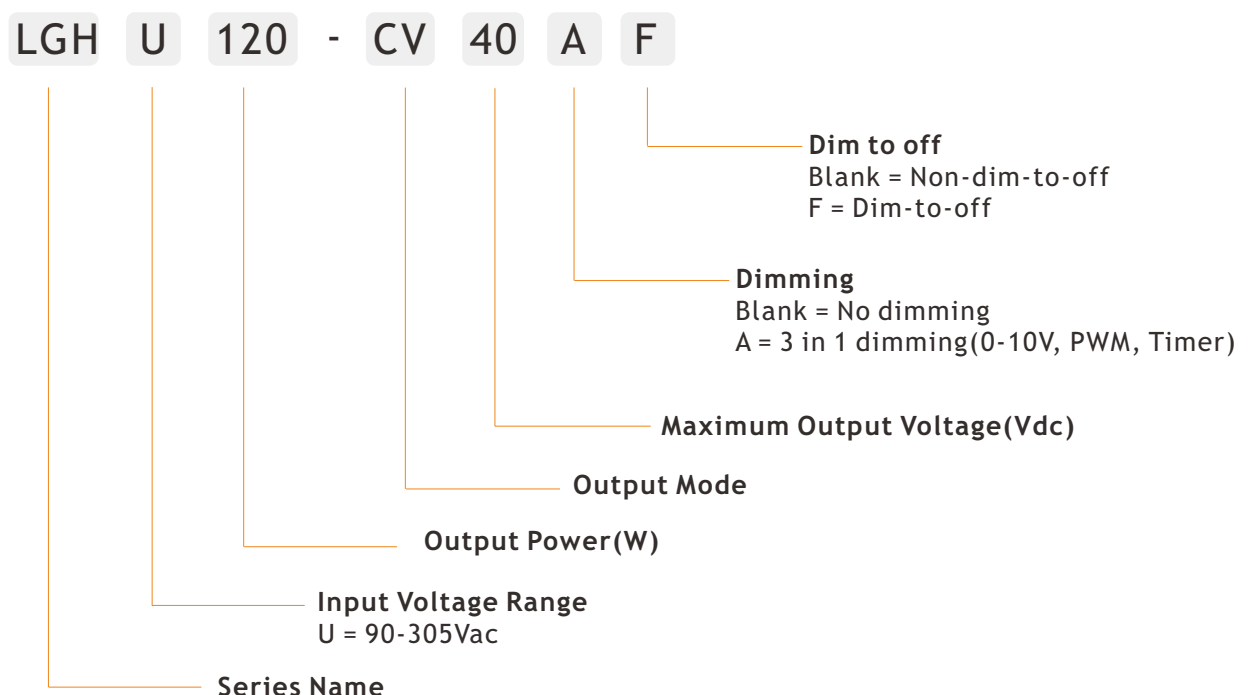 LGH U 120 - CV 40 A F
Dim to off
Blank = Non-dim-to-off
F = Dim-to-off
Dimming
Blank = No dimming
A = 3 in 1 dimming(0-10V, PWM, Timer)
Maximum Output Voltage(Vdc)
Output Mode
Output Power(W)
Input Voltage Range
U = 90-305Vac
Series Name